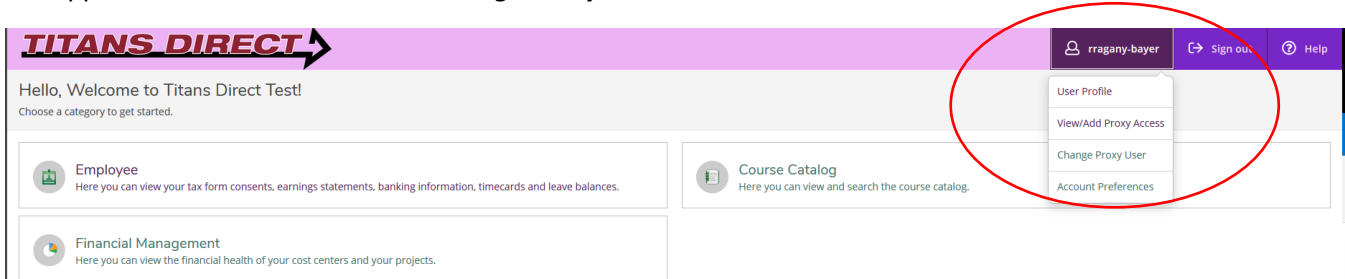 TITANS DIRECT
rragany-bayer
Sign out
Help
Hello, Welcome to Titans Direct Test!
Choose a category to get started.
User Profile
View/Add Proxy Access
Change Proxy User
Account Preferences
Employee
Here you can view your tax form consents, earnings statements, banking information, timecards and leave balances.
Course Catalog
Here you can view and search the course catalog.
Financial Management
Here you can view the financial health of your cost centers and your projects.